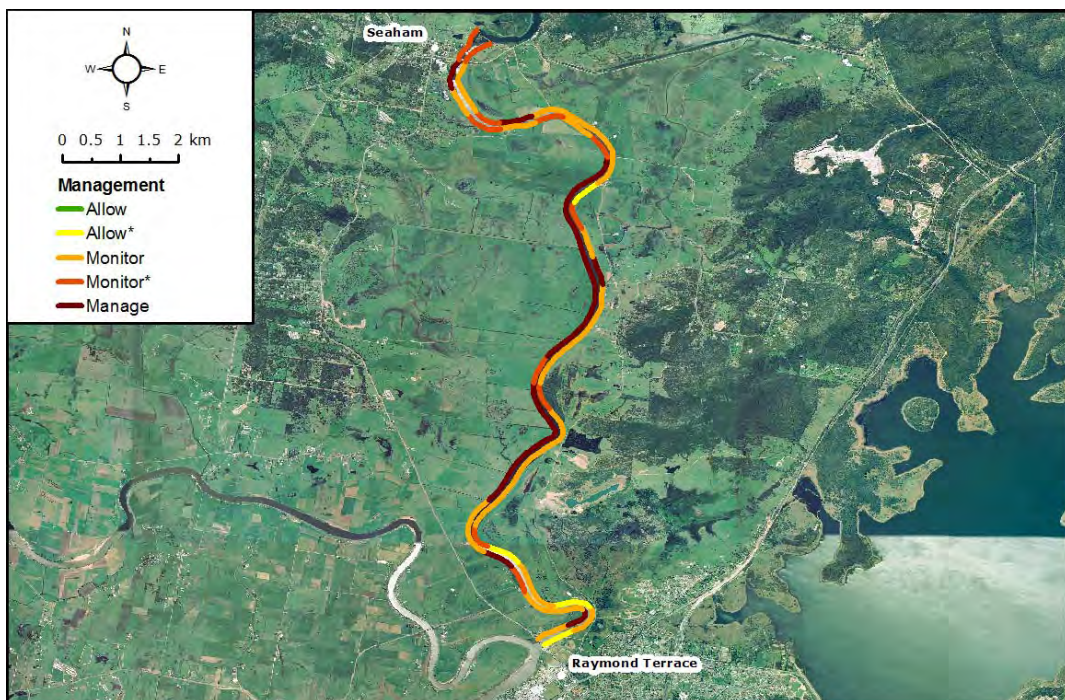 Seaham
N
W E
S
0 0.5 1 1.5 2 km
Management
Allow
Allow*
Monitor
Monitor*
Manage
Raymond Terrace